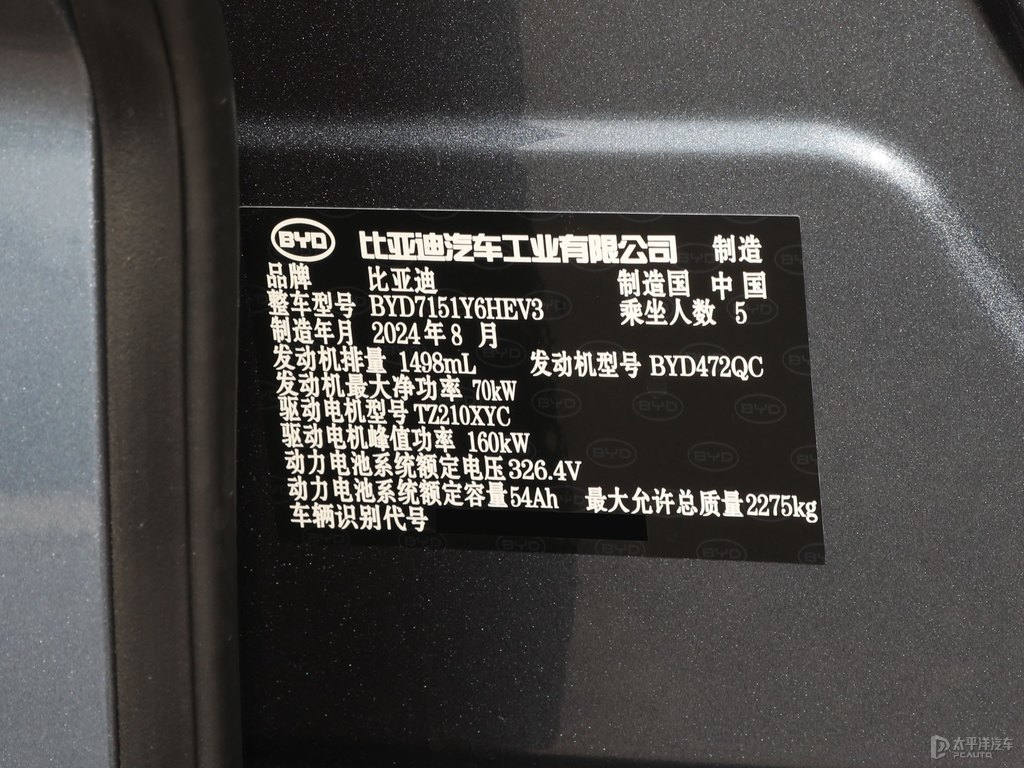 BYD 比亚迪汽车工业有限公司 制造
品牌 比亚迪 制造国 中国
整车型号 BYD7151Y6HEV3 乘坐人数 5
制造年月 2024年8月
发动机排量 1498mL 发动机型号 BYD472QC
发动机最大净功率 70kW
驱动电机型号 TZ210XYC
驱动电机峰值功率 160kW
动力电池系统额定电压 326.4V
动力电池系统额定容量 54Ah 最大允许总质量 2275kg
车辆识别代号
太平洋汽车
PCAUTO